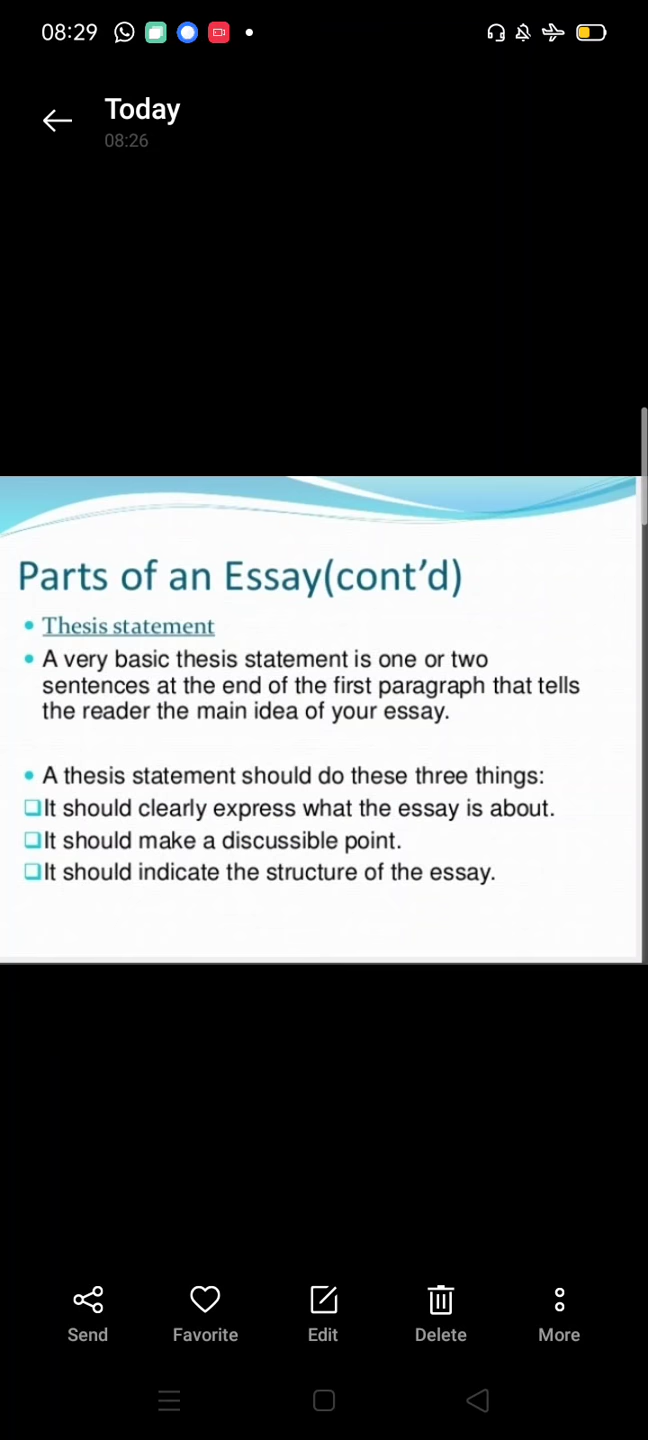 08:29
Today
08:26
Parts of an Essay(cont’d)
Thesis statement
A very basic thesis statement is one or two
sentences at the end of the first paragraph that tells
the reader the main idea of your essay.
A thesis statement should do these three things:
It should clearly express what the essay is about.
It should make a discussible point.
It should indicate the structure of the essay.
Send Favorite Edit Delete More